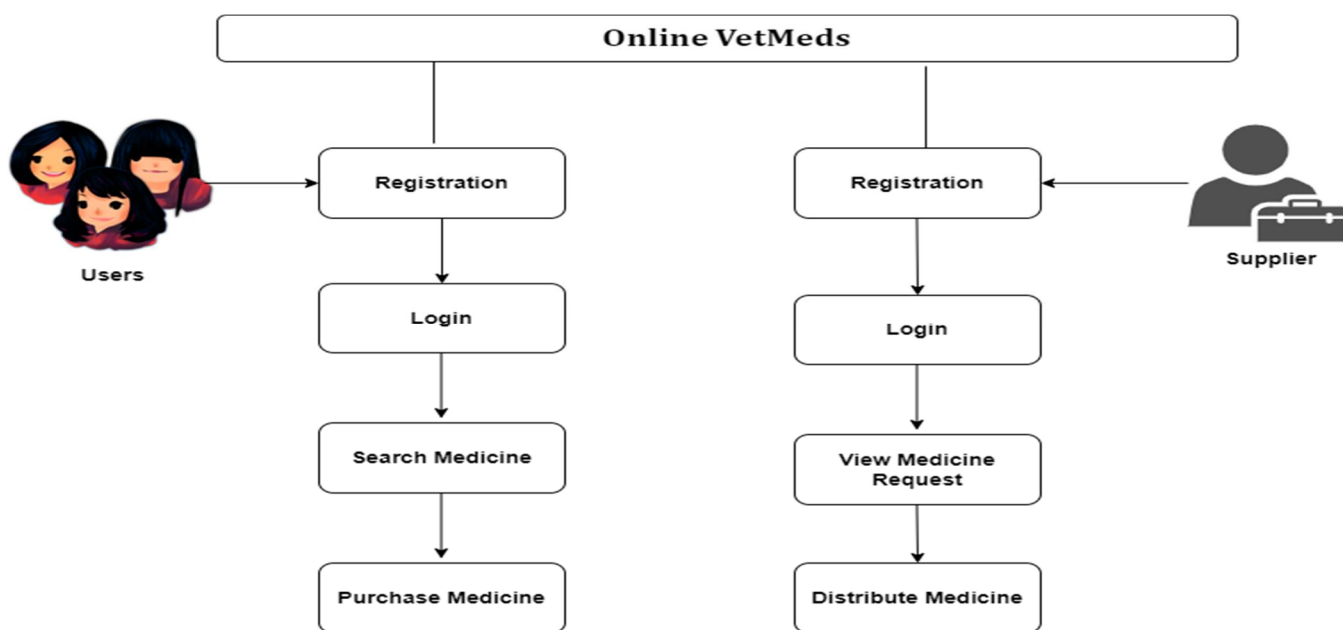 Online VetMeds
Registration
Registration
Users
Supplier
Login
Login
Search Medicine
View Medicine
Request
Purchase Medicine
Distribute Medicine